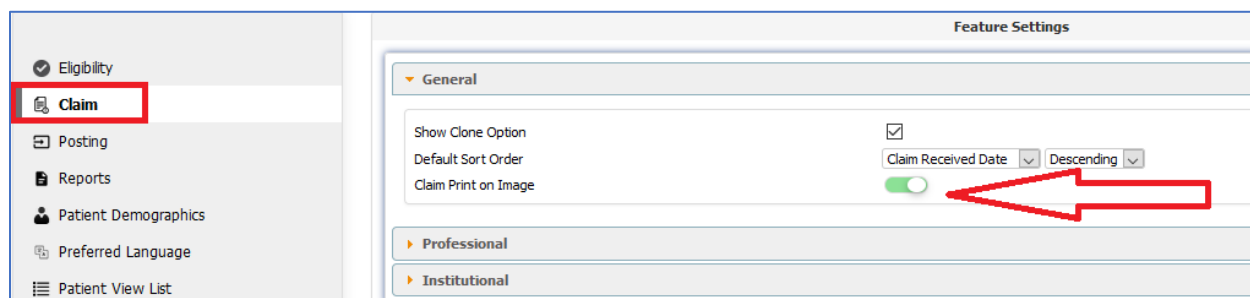 Feature Settings
Eligibility
Claim
Posting
Reports
Patient Demographics
Preferred Language
Patient View List
General
Show Clone Option
Default Sort Order Claim Received Date Descending
Claim Print on Image
Professional
Institutional